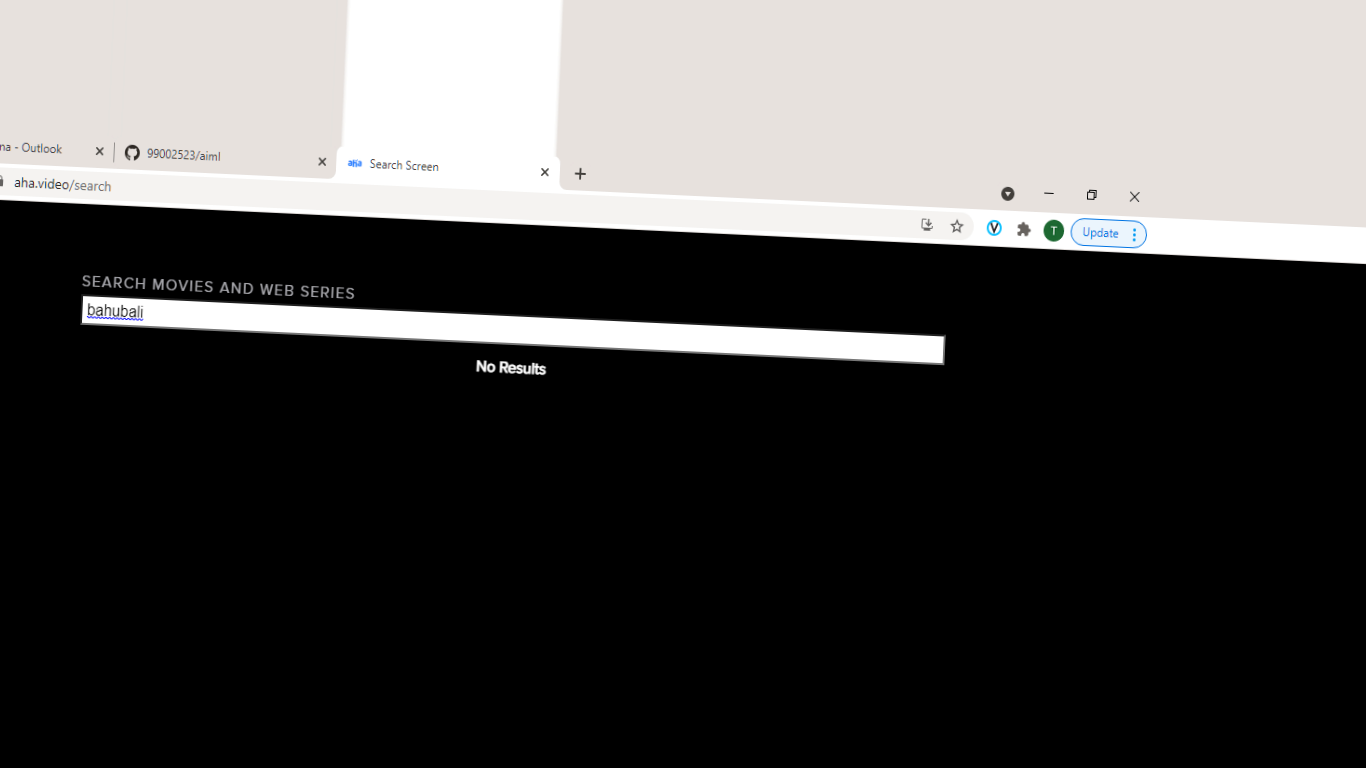 na - Outlook
99002523/aiml
aha
Search Screen
aha.video/search
T
Update
SEARCH MOVIES AND WEB SERIES
bahubali
No Results